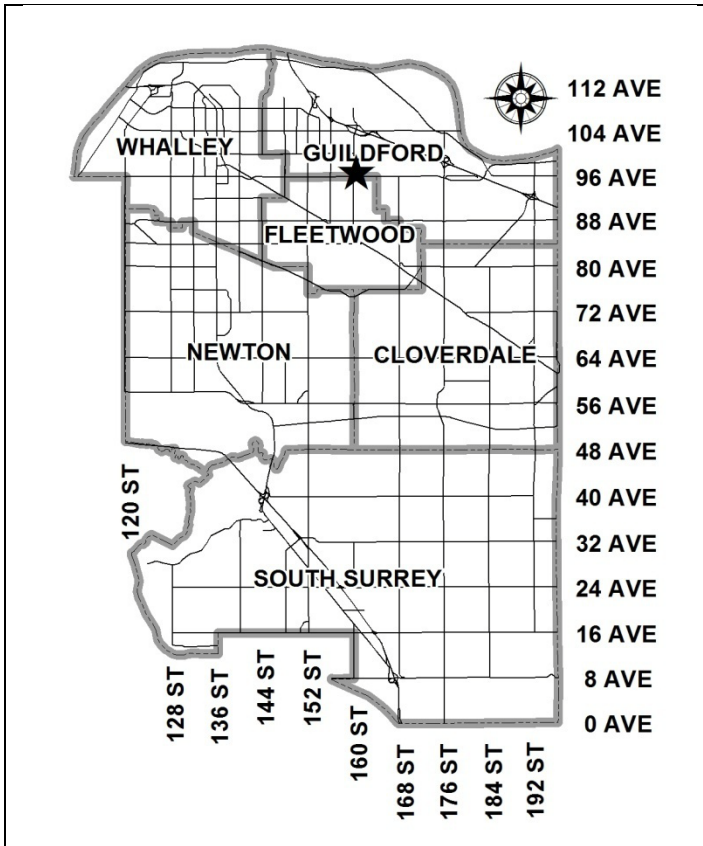 112 AVE
104 AVE
WHALLEY
GUILDFORD
96 AVE
88 AVE
FLEETWOOD
80 AVE
72 AVE
NEWTON
CLOVERDALE
64 AVE
56 AVE
48 AVE
120 ST
40 AVE
32 AVE
SOUTH SURREY
24 AVE
16 AVE
8 AVE
0 AVE
128 ST
136 ST
144 ST
152 ST
160 ST
168 ST
176 ST
184 ST
192 ST